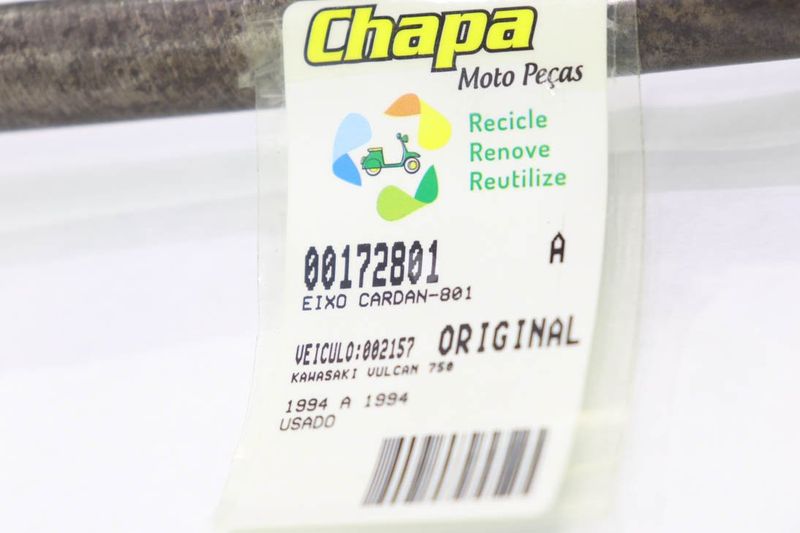 Chapa
Moto Peças
Recicle
Renove
Reutilize
00172801 A
EIXO CARDAN-801
VEICULO:002157 ORIGINAL
KAWASAKI VULCAN 750
1994 A 1994
USADO